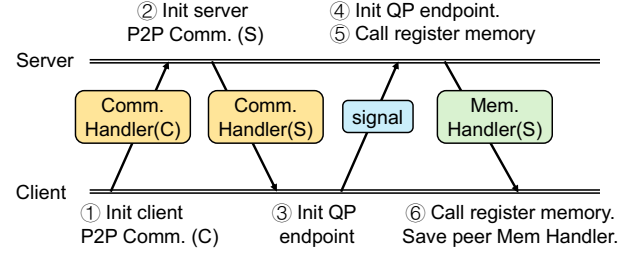 ② Init server
P2P Comm. (S)
④ Init QP endpoint.
⑤ Call register memory
Server
Comm.
Handler(C)
Comm.
Handler(S)
signal
Mem.
Handler(S)
Client
① Init client
P2P Comm. (C)
③ Init QP
endpoint
⑥ Call register memory.
Save peer Mem Handler.